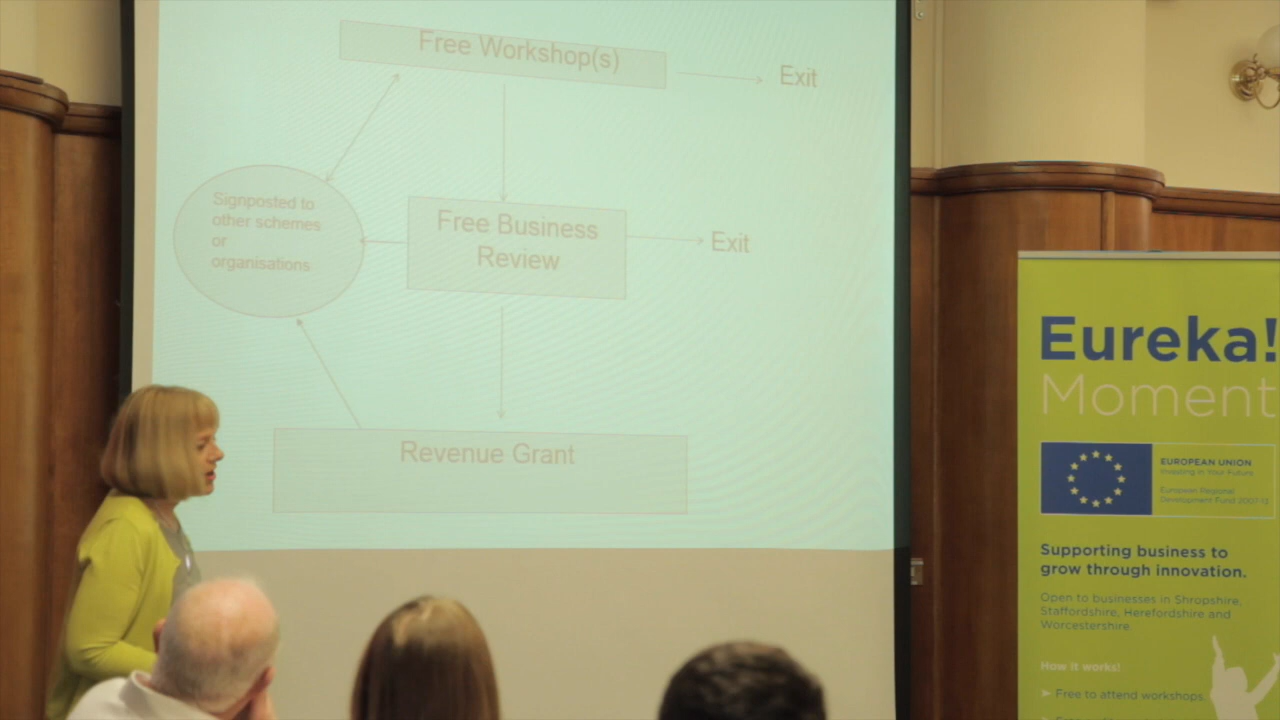 Free Workshop(s)
Exit
Signposted to
other schemes
or
organisations
Free Business
Review
Exit
Revenue Grant
Eureka!
Moment
EUROPEAN UNION
Investing in Your Future
European Regional
Development Fund 2007-13
Supporting business to
grow through innovation.
Open to businesses in Shropshire,
Staffordshire, Herefordshire and
Worcestershire.
How it works!
Free to attend workshops